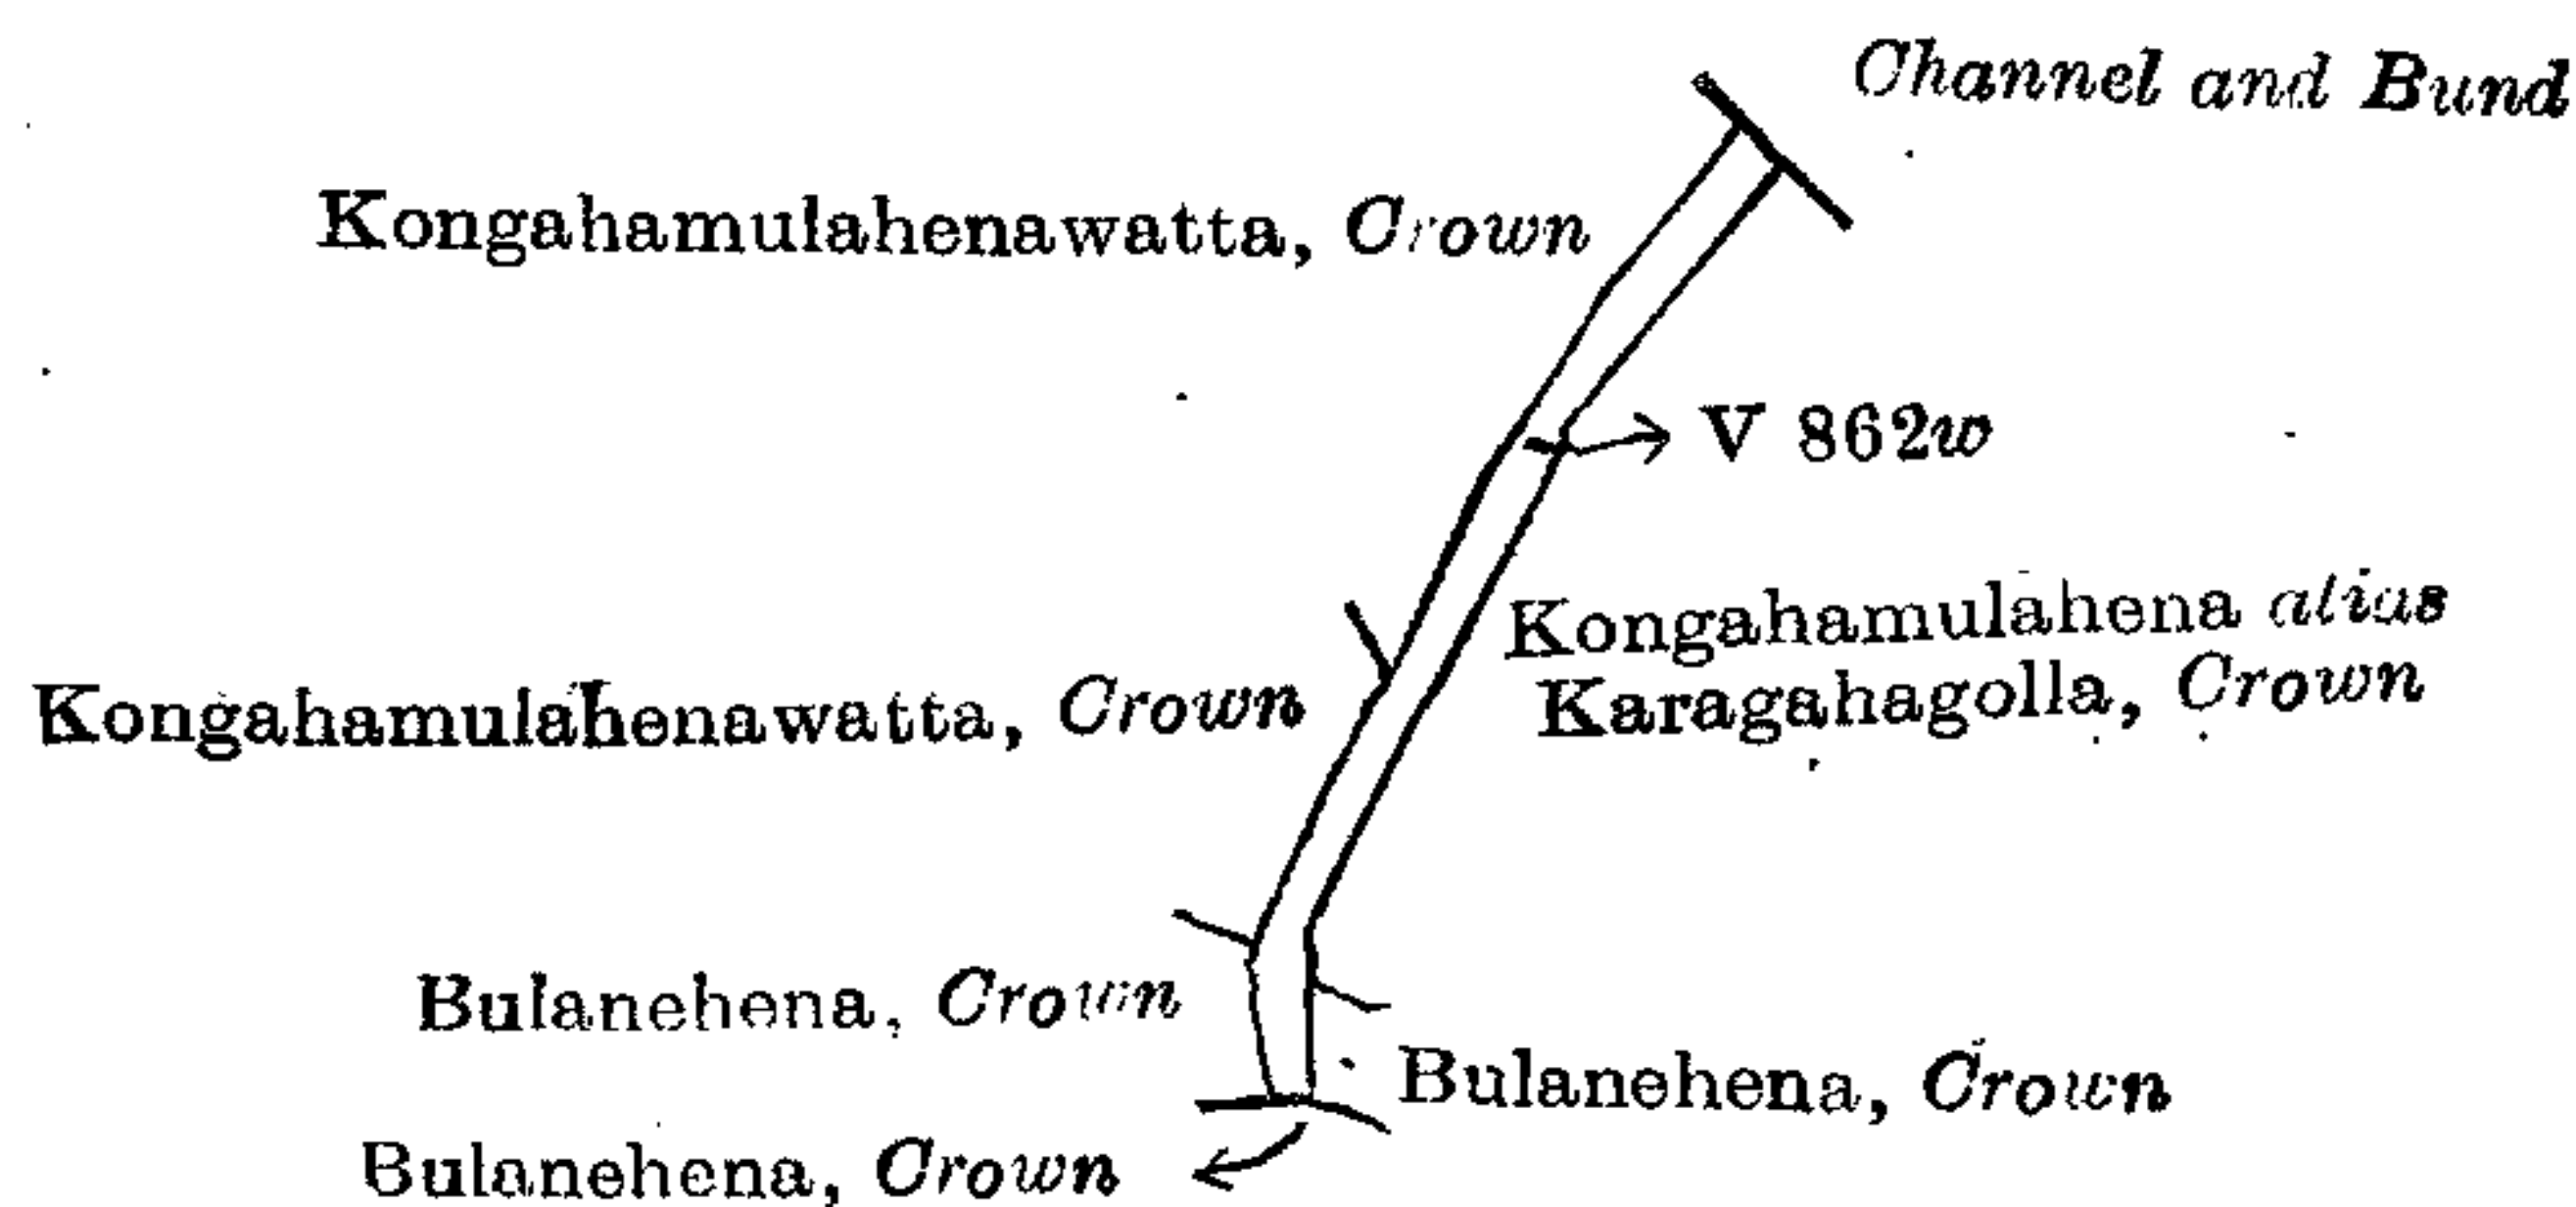 Channel and Bund
Kongahamulahenawatta, Crown
V 862w
Kongahamulahena alias
Karagahagolla, Crown
Kongahamulahenawatta, Crown
Bulanehena, Crown
Bulanehena, Crown
Bulanehena, Crown